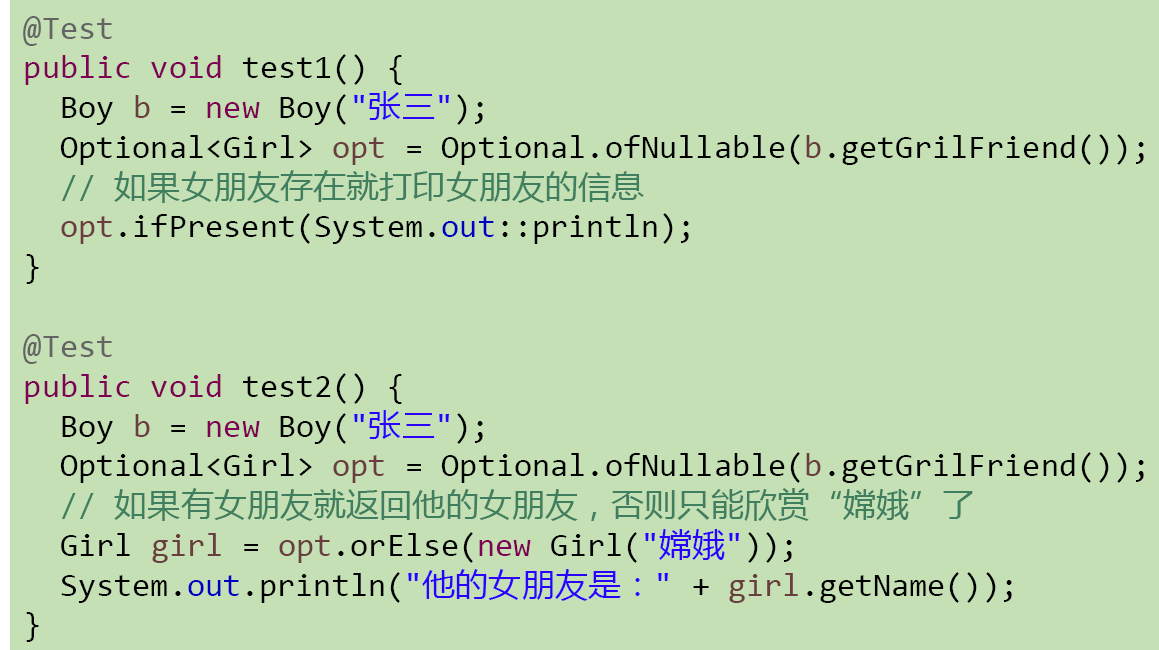 @Test
public void test1() {
  Boy b = new Boy("张三");
  Optional<Girl> opt = Optional.ofNullable(b.getGrilFriend());
  // 如果女朋友存在就打印女朋友的信息
  opt.ifPresent(System.out::println);
}

@Test
public void test2() {
  Boy b = new Boy("张三");
  Optional<Girl> opt = Optional.ofNullable(b.getGrilFriend());
  // 如果有女朋友就返回他的女朋友，否则只能欣赏“嫦娥”了
  Girl girl = opt.orElse(new Girl("嫦娥"));
  System.out.println("他的女朋友是：" + girl.getName());
}